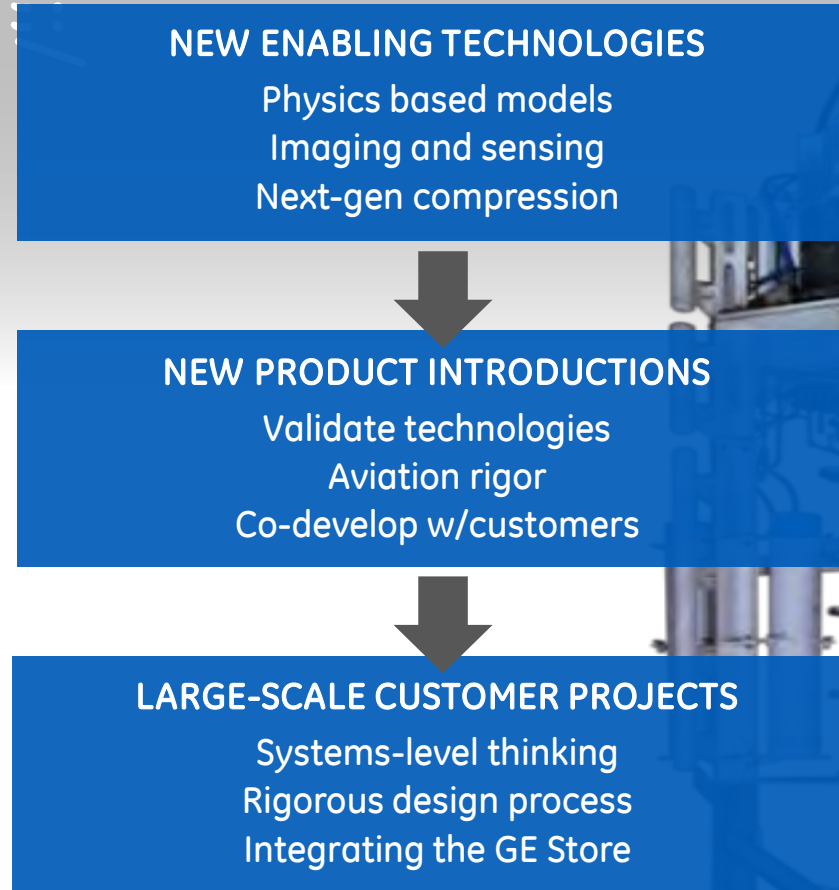 NEW ENABLING TECHNOLOGIES
Physics based models
Imaging and sensing
Next-gen compression
NEW PRODUCT INTRODUCTIONS
Validate technologies
Aviation rigor
Co-develop w/customers
LARGE-SCALE CUSTOMER PROJECTS
Systems-level thinking
Rigorous design process
Integrating the GE Store